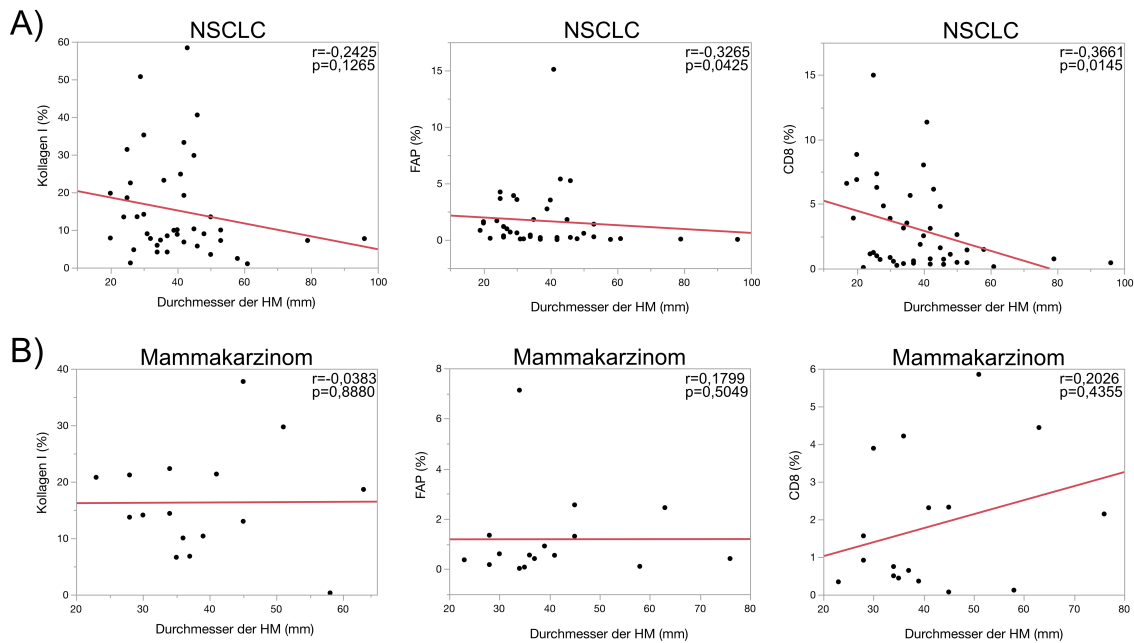 A)
NSCLC
r=-0,2425
p=0,1265
Kollagen I (%)
60
50
40
30
20
10
0
20
40
60
80
100
Durchmesser der HM (mm)
NSCLC
r=-0,3265
p=0,0425
FAP (%)
15
10
5
0
20
40
60
80
100
Durchmesser der HM (mm)
NSCLC
r=-0,3661
p=0,0145
CD8 (%)
15
10
5
0
20
40
60
80
100
Durchmesser der HM (mm)
B)
Mammakarzinom
r=-0,0383
p=0,8880
Kollagen I (%)
40
30
20
10
0
20
30
40
50
60
Durchmesser der HM (mm)
Mammakarzinom
r=0,1799
p=0,5049
FAP (%)
8
6
4
2
0
20
30
40
50
60
70
80
Durchmesser der HM (mm)
Mammakarzinom
r=0,2026
p=0,4355
CD8 (%)
6
5
4
3
2
1
0
20
30
40
50
60
70
80
Durchmesser der HM (mm)